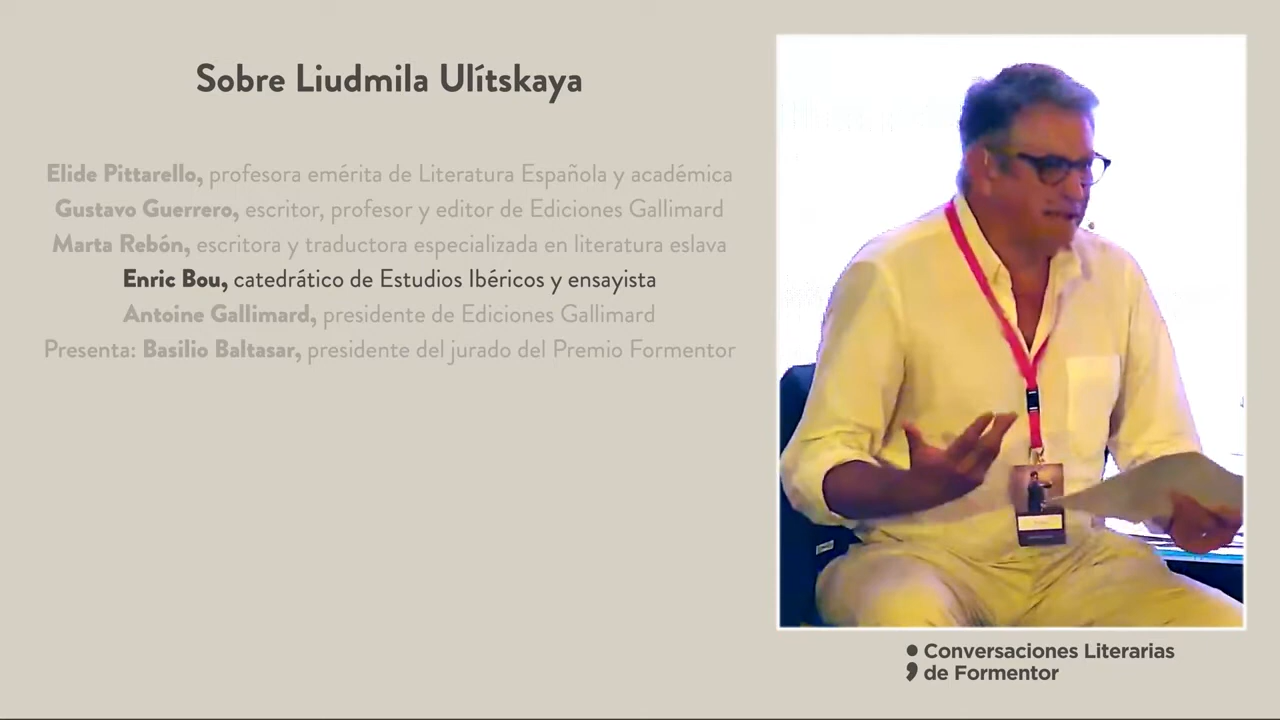 Sobre Liudmila Ulítskaya
Elide Pittarello, profesora emérita de Literatura Española y académica
Gustavo Guerrero, escritor, profesor y editor de Ediciones Gallimard
Marta Rebón, escritora y traductora especializada en literatura eslava
Enric Bou, catedrático de Estudios Ibéricos y ensayista
Antoine Gallimard, presidente de Ediciones Gallimard
Presenta: Basilio Baltasar, presidente del jurado del Premio Formentor
Conversaciones Literarias
de Formentor